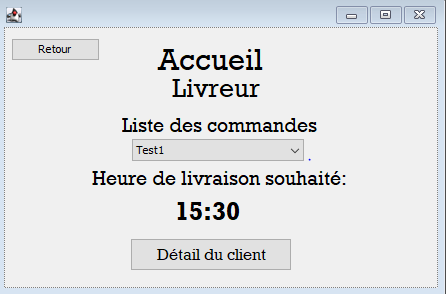 Retour
Accueil
Livreur
Liste des commandes
Test1
.
Heure de livraison souhaité:
15:30
Détail du client